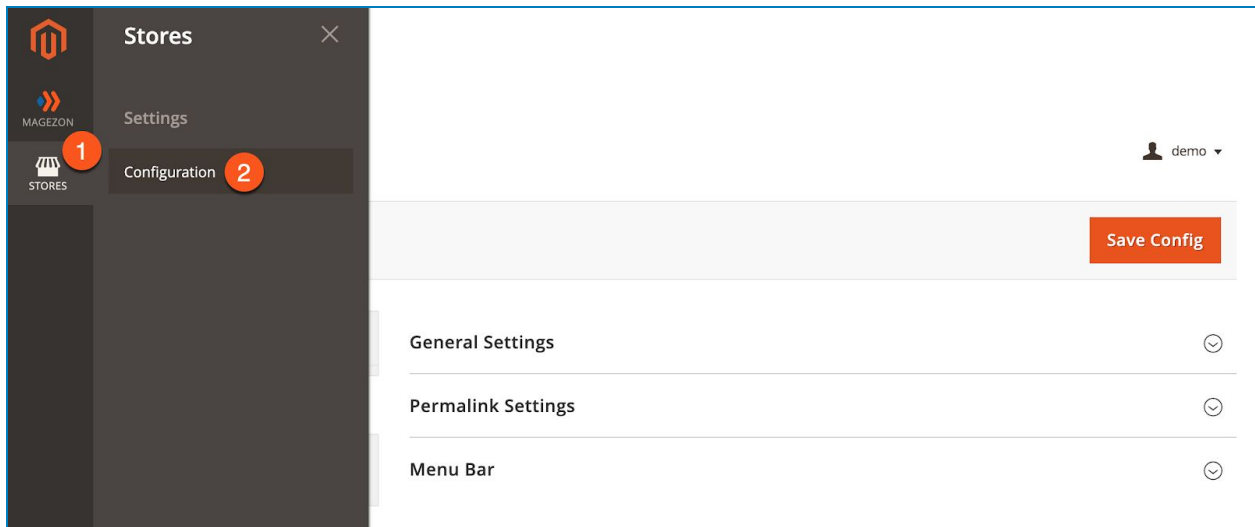 Stores
MAGEZON
Settings
1
STORES
Configuration 2
demo
Save Config
General Settings
Permalink Settings
Menu Bar